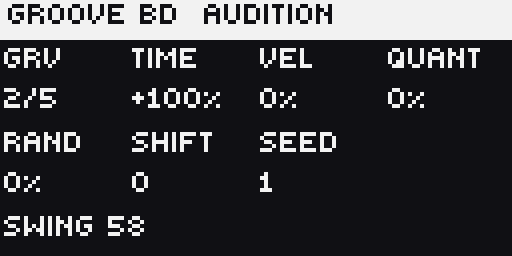 GROOVE BD AUDITION
GRV TIME VEL QUANT
2/5 +100% 0% 0%
RAND SHIFT SEED
0% 0 1
SWING 58